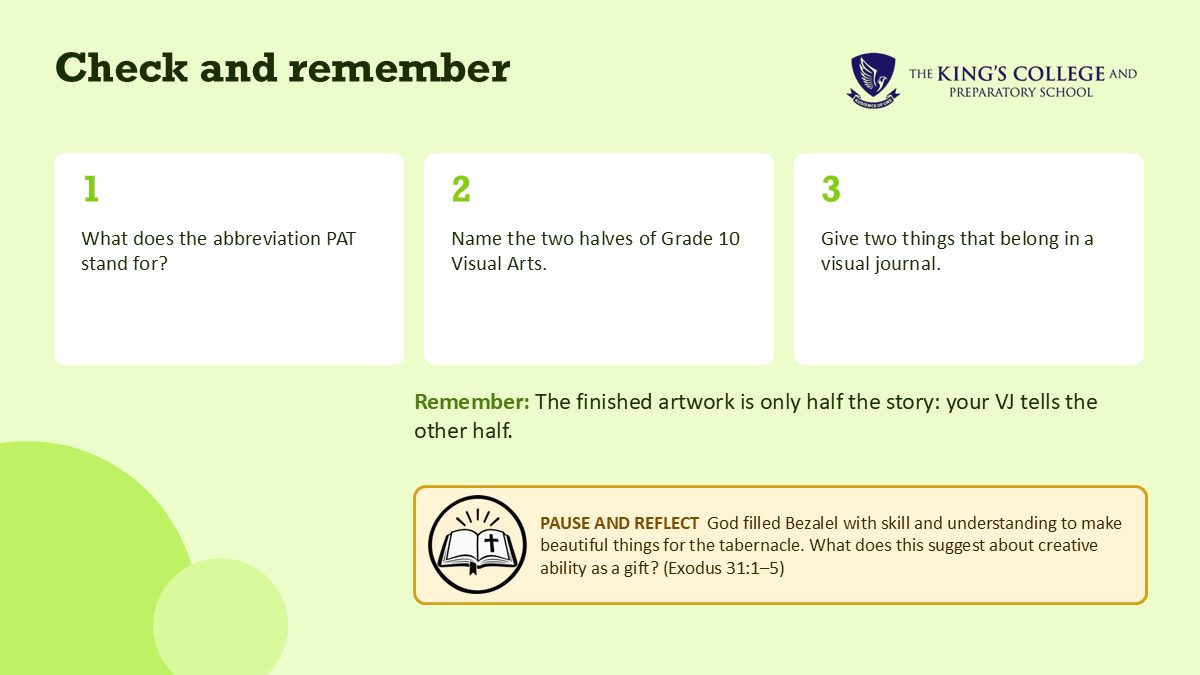 Check and remember
THE KING'S COLLEGE AND
PREPARATORY SCHOOL
AUDIENCE OF ONE
1
What does the abbreviation PAT
stand for?
2
Name the two halves of Grade 10
Visual Arts.
3
Give two things that belong in a
visual journal.
Remember: The finished artwork is only half the story: your VJ tells the
other half.
PAUSE AND REFLECT God filled Bezalel with skill and understanding to make
beautiful things for the tabernacle. What does this suggest about creative
ability as a gift? (Exodus 31:1–5)